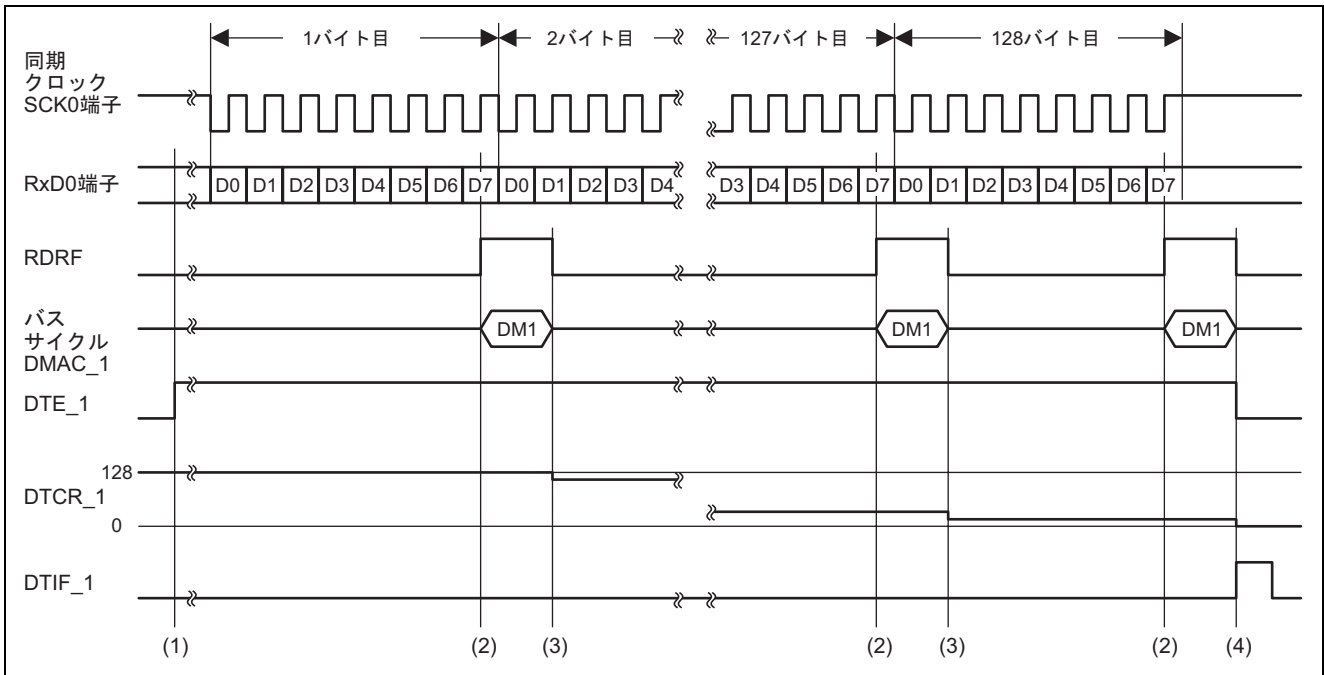 1バイト目 2バイト目 127バイト目 128バイト目
同期
クロック
SCK0端子
RxD0端子 D0 D1 D2 D3 D4 D5 D6 D7 D0 D1 D2 D3 D4 D3 D4 D5 D6 D7 D0 D1 D2 D3 D4 D5 D6 D7
RDRF
バス
サイクル
DMAC_1
DM1 DM1 DM1
DTE_1
128
DTCR_1
0
DTIF_1
(1) (2) (3) (2) (3) (2) (4)